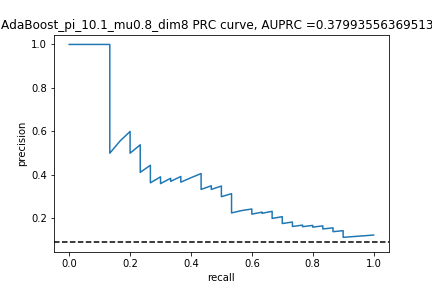 AdaBoost_pi_10.1_mu0.8_dim8 PRC curve, AUPRC =0.37993556369513
1.0
0.8
0.6
0.4
0.2
precision
0.0 0.2 0.4 0.6 0.8 1.0
recall